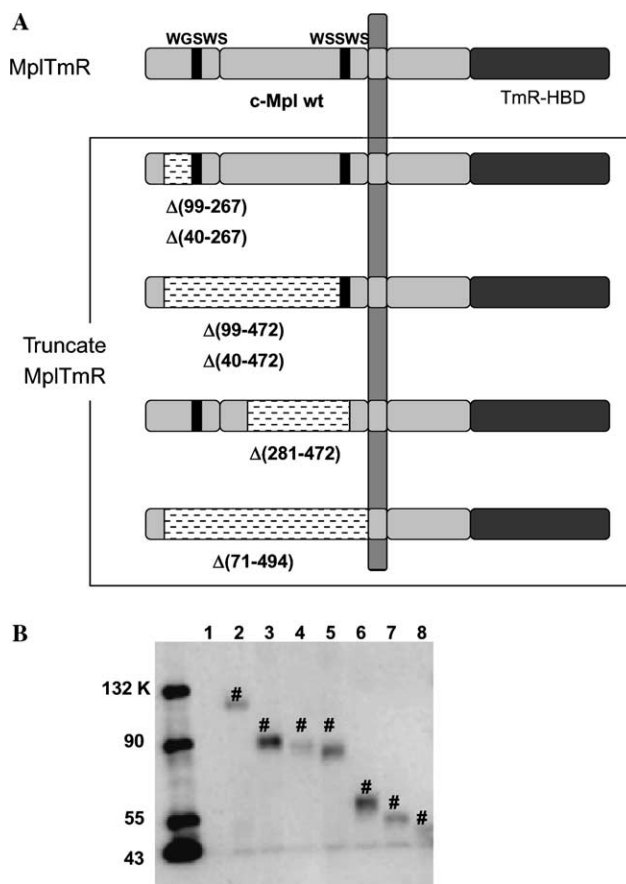 A
WGSWS WSSWS
MplTmR
c-Mpl wt
TmR-HBD
Δ(99-267)
Δ(40-267)
Δ(99-472)
Δ(40-472)
Truncate
MplTmR
Δ(281-472)
Δ(71-494)
B
1 2 3 4 5 6 7 8
132 K
#
# # #
90
# # #
55
43